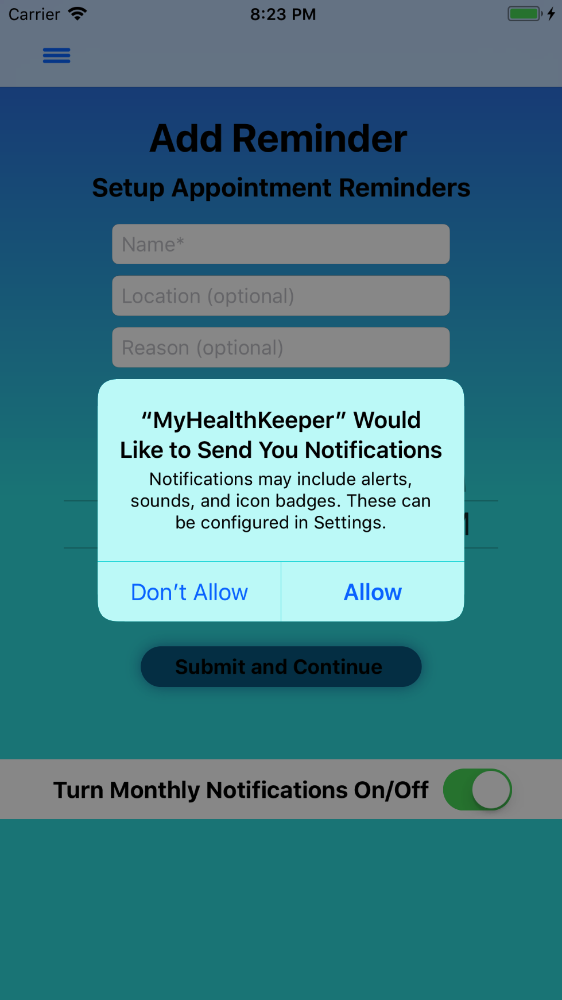 Carrier
8:23 PM
Add Reminder
Setup Appointment Reminders
Name*
Location (optional)
Reason (optional)
“MyHealthKeeper” Would
Like to Send You Notifications
Notifications may include alerts,
sounds, and icon badges. These can
be configured in Settings.
Don’t Allow
Allow
Submit and Continue
Turn Monthly Notifications On/Off